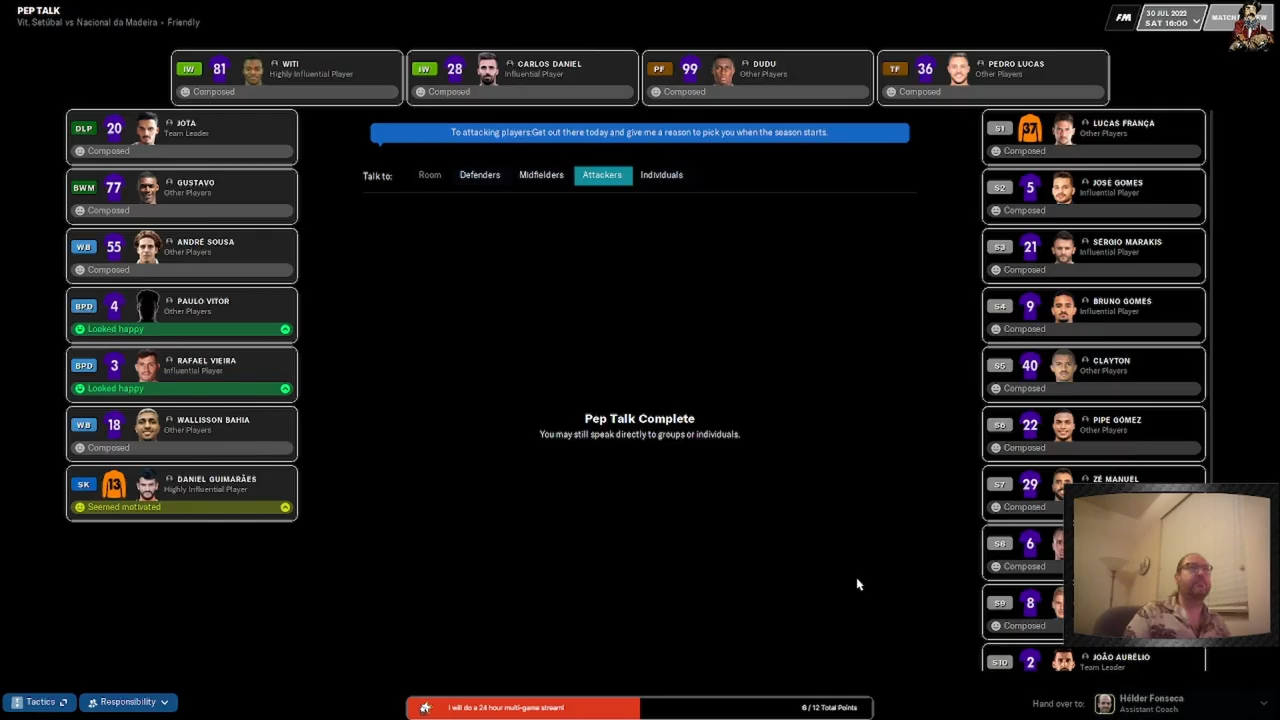 PEP TALK
Vit. Setúbal vs Nacional da Madeira • Friendly
FM
30 JUL 2022
SAT 16:00
IW 81 WITI
Highly Influential Player
Composed
IW 28 CARLOS DANIEL
Influential Player
Composed
PF 99 DUDU
Other Players
Composed
TF 36 PEDRO LUCAS
Other Players
Composed
DLP 20 JOTA
Team Leader
Composed
BWM 77 GUSTAVO
Other Players
Composed
WB 55 ANDRÉ SOUSA
Other Players
Composed
BPD 4 PAULO VITOR
Other Players
Looked happy
BPD 3 RAFAEL VIEIRA
Influential Player
Looked happy
WB 18 WALLISSON BAHIA
Other Players
Composed
SK 13 DANIEL GUIMARÃES
Highly Influential Player
Seemed motivated
To attacking players:Get out there today and give me a reason to pick you when the season starts.
Talk to: Room Defenders Midfielders Attackers Individuals
Pep Talk Complete
You may still speak directly to groups or individuals.
S1 37 LUCAS FRANÇA
Other Players
Composed
S2 5 JOSÉ GOMES
Influential Player
Composed
S3 21 SÉRGIO MARAKIS
Influential Player
Composed
S4 9 BRUNO GOMES
Influential Player
Composed
S5 40 CLAYTON
Other Players
Composed
S6 22 PIPE GÓMEZ
Other Players
Composed
S7 29 ZÉ MANUEL
Composed
S8 6
Composed
S9 8
Composed
S10 2 JOÃO AURÉLIO
Team Leader
Tactics
Responsibility
I will do a 24 hour multi-game stream!
6 / 12 Total Points
Hand over to: Hélder Fonseca
Assistant Coach